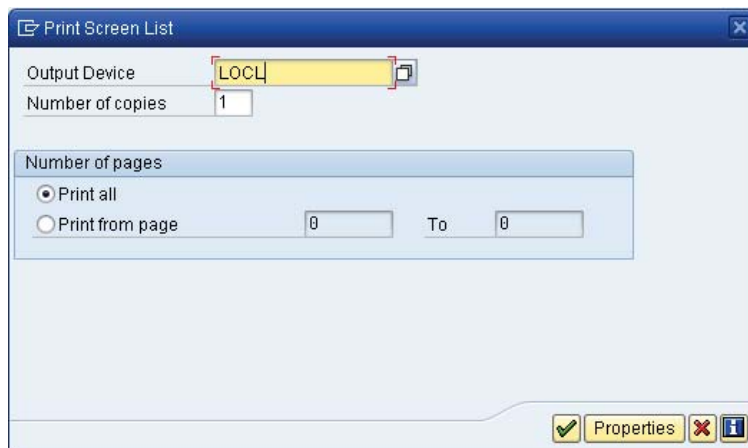 Print Screen List
Output Device LOCL
Number of copies 1
Number of pages
Print all
Print from page 0 To 0
Properties